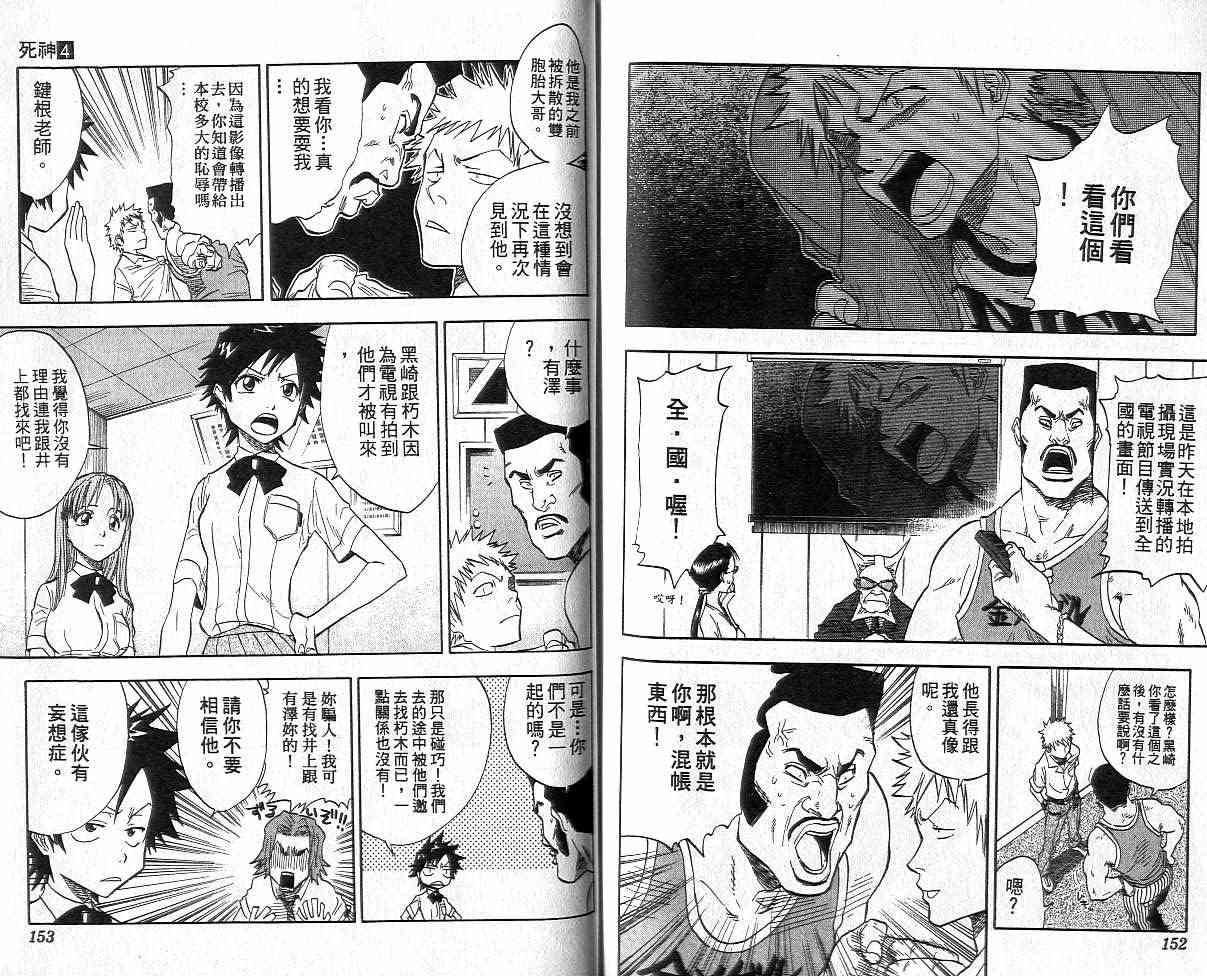 你們看
看這個
！
這是昨天在本地拍
攝現場實況轉播的
電視節目傳送到全
國的畫面！
全．國．喔！
哎呀！
怎麼樣？黑崎
你看了這個之
後，有沒有什
麼話要說啊？
嗯？
他長得跟
我還真像
呢。
那根本就是
你啊，混帳
東西！
152
死神4
他是我之前
被拆散的雙
胞胎大哥。
沒想到會
在這種情
況下再次
見到他。
我看你…真
的想要耍我
…
因為這影像轉播出
去，你知道會帶給
本校多大的恥辱嗎
…
鍵根老師。
什麼事
，有澤
？
黑崎跟朽木因
為電視有拍到
他們才被叫來
，
我覺得你沒有
理由連我跟井
上都找來吧！
可是…你
們不是一
起的嗎？
那只是碰巧！我們
去的途中被他們邀
去找朽木而已，一
點關係也沒有！
妳騙人！我可
是有找井上跟
有澤妳的！
請你不要
相信他。
這傢伙有
妄想症。
ずるいぞ!!
153